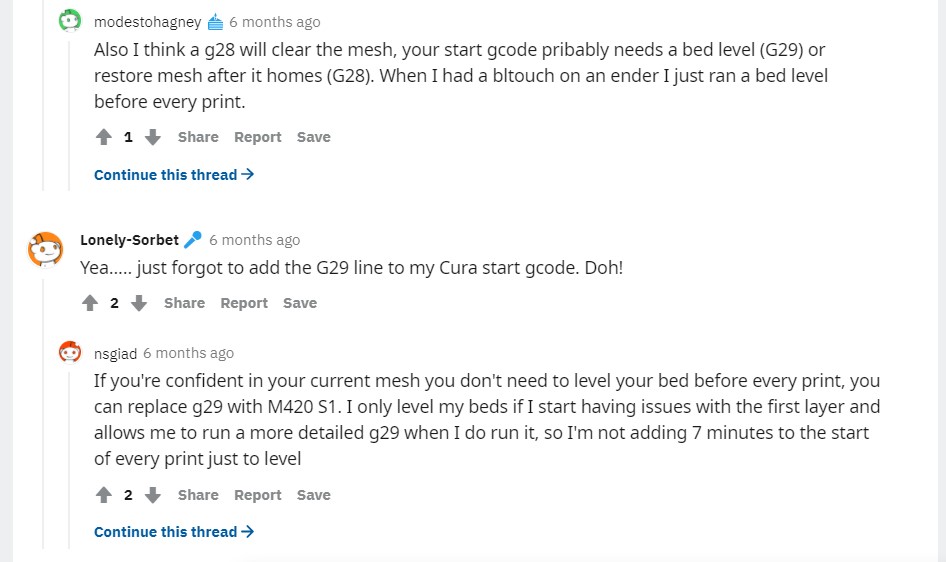 modestohagney 6 months ago
Also I think a g28 will clear the mesh, your start gcode pribably needs a bed level (G29) or
restore mesh after it homes (G28). When I had a bltouch on an ender I just ran a bed level
before every print.
1 Share Report Save
Continue this thread
Lonely-Sorbet 6 months ago
Yea..... just forgot to add the G29 line to my Cura start gcode. Doh!
2 Share Report Save
nsgiad 6 months ago
If you're confident in your current mesh you don't need to level your bed before every print, you
can replace g29 with M420 S1. I only level my beds if I start having issues with the first layer and
allows me to run a more detailed g29 when I do run it, so I'm not adding 7 minutes to the start
of every print just to level
2 Share Report Save
Continue this thread